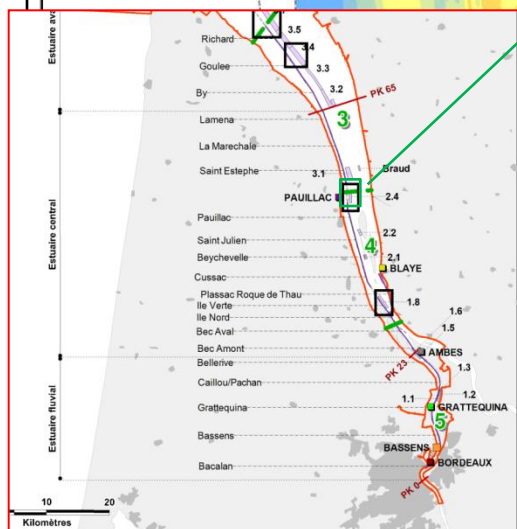 Estuaire av
Richard
3.5
3.4
Goulee
3.3
By
3.2
PK 65
Lamena
3
La Marechale
Saint Estephe
3.1
Braud
PAUILLAC
2.4
Pauillac
2.2
Saint Julien
4
Beychevelle
2.1
BLAYE
Cussac
Estuaire central
Plassac Roque de Thau
1.8
Ile Verte
1.6
Ile Nord
1.5
Bec Aval
Bec Amont
AMBES
PK 23
Bellerive
1.3
Caillou/Pachan
1.2
1.1
Grattequina
GRATTEQUINA
5
Estuaire fluvial
Bassens
BASSENS
Bacalan
BORDEAUX
PK 0
10
20
Kilomètres